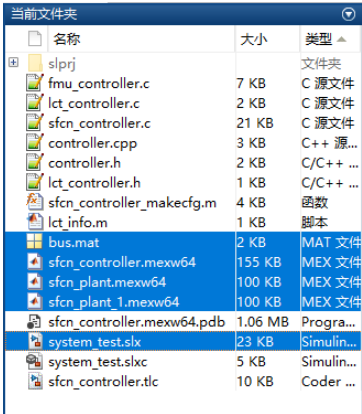 当前文件夹
名称 大小 类型
slprj 文件夹
fmu_controller.c 7 KB C 源文件
lct_controller.c 2 KB C 源文件
sfcn_controller.c 21 KB C 源文件
controller.cpp 3 KB C++ 源...
controller.h 2 KB C/C++ ...
lct_controller.h 1 KB C/C++ ...
sfcn_controller_makecfg.m 4 KB 函数
lct_info.m 1 KB 脚本
bus.mat 2 KB MAT 文件
sfcn_controller.mexw64 155 KB MEX 文件
sfcn_plant.mexw64 100 KB MEX 文件
sfcn_plant_1.mexw64 100 KB MEX 文件
sfcn_controller.mexw64.pdb 1.06 MB Progra...
system_test.slx 23 KB Simulin...
system_test.slxc 5 KB Simulin...
sfcn_controller.tlc 10 KB Coder ...